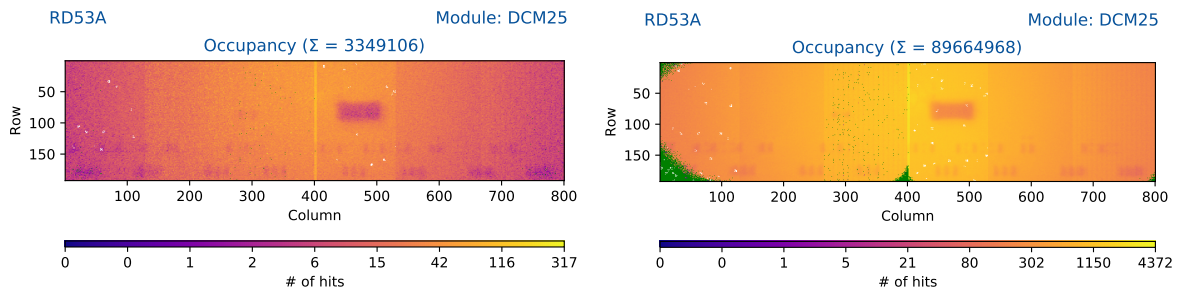 RD53A Module: DCM25
Occupancy (Σ = 3349106)
50
100
150
Row
100 200 300 400 500 600 700 800
Column
0 0 1 2 6 15 42 116 317
# of hits
RD53A Module: DCM25
Occupancy (Σ = 89664968)
50
100
150
Row
100 200 300 400 500 600 700 800
Column
0 0 1 5 21 80 302 1150 4372
# of hits